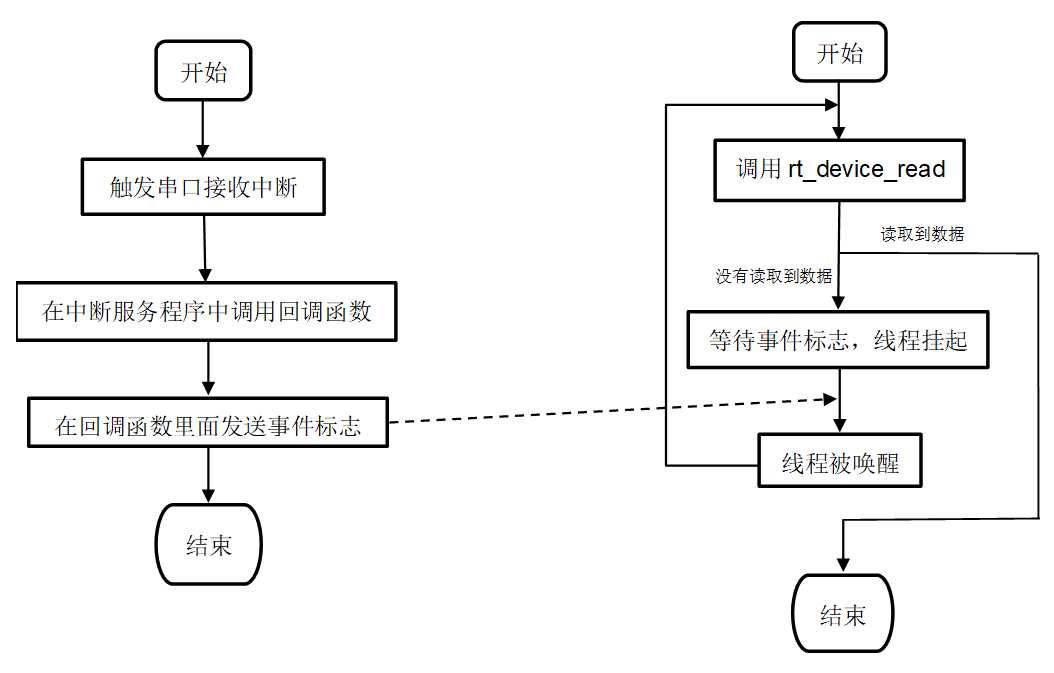 开始
触发串口接收中断
在中断服务程序中调用回调函数
在回调函数里面发送事件标志
结束
开始
调用 rt_device_read
读取到数据
没有读取到数据
等待事件标志，线程挂起
线程被唤醒
结束